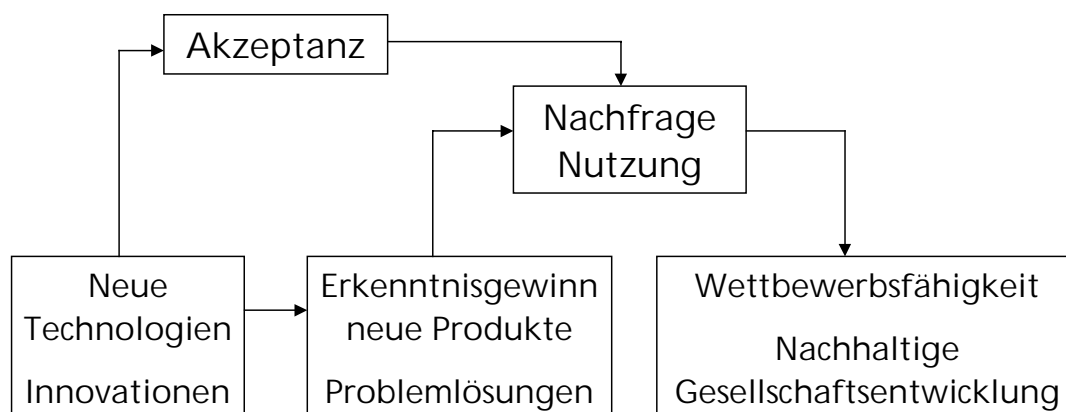 Akzeptanz
Nachfrage
Nutzung
Neue
Technologien
Innovationen
Erkenntnisgewinn
neue Produkte
Problemlösungen
Wettbewerbsfähigkeit
Nachhaltige
Gesellschaftsentwicklung